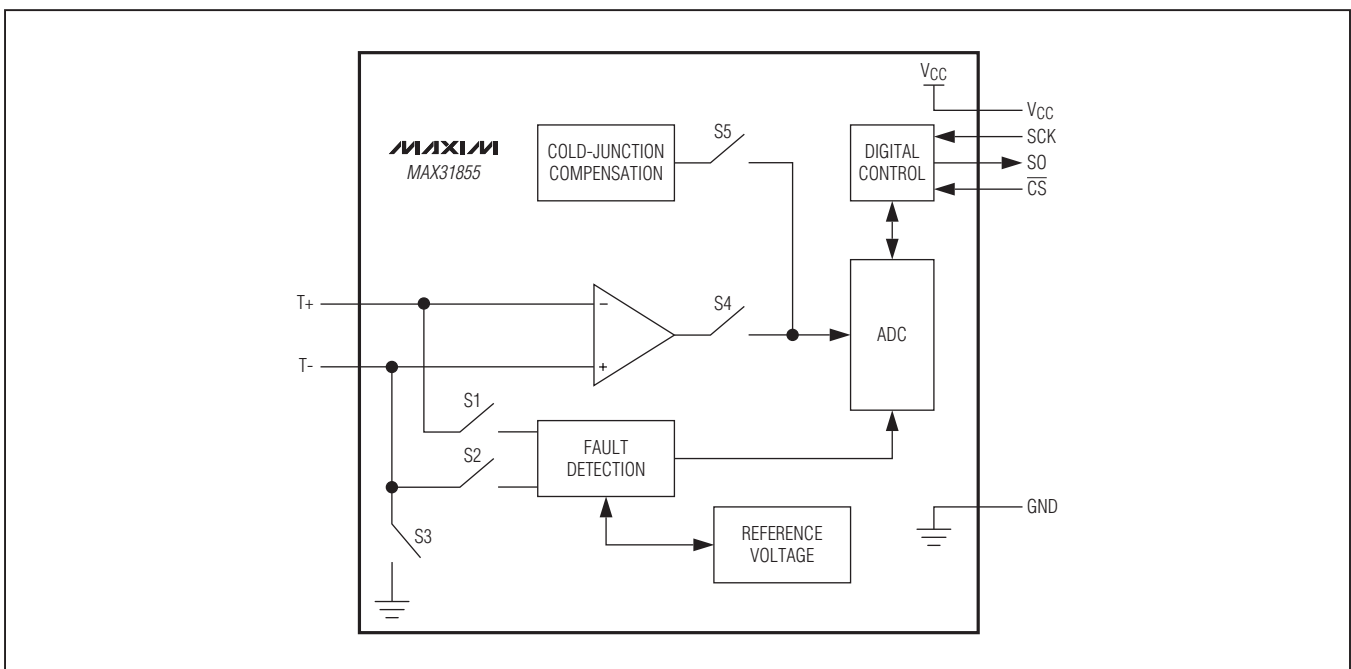 VCC
VCC
SCK
SO
CS
MAXIM
MAX31855
COLD-JUNCTION
COMPENSATION
S5
DIGITAL
CONTROL
T+
−
S4
ADC
T-
+
S1
S2
FAULT
DETECTION
S3
REFERENCE
VOLTAGE
GND